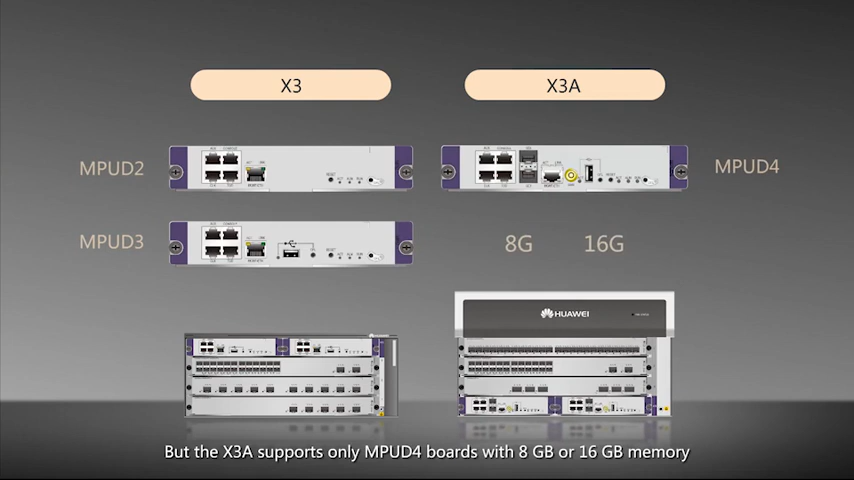 X3
X3A
MPUD2
MPUD4
MPUD3
8G
16G
HUAWEI
But the X3A supports only MPUD4 boards with 8 GB or 16 GB memory